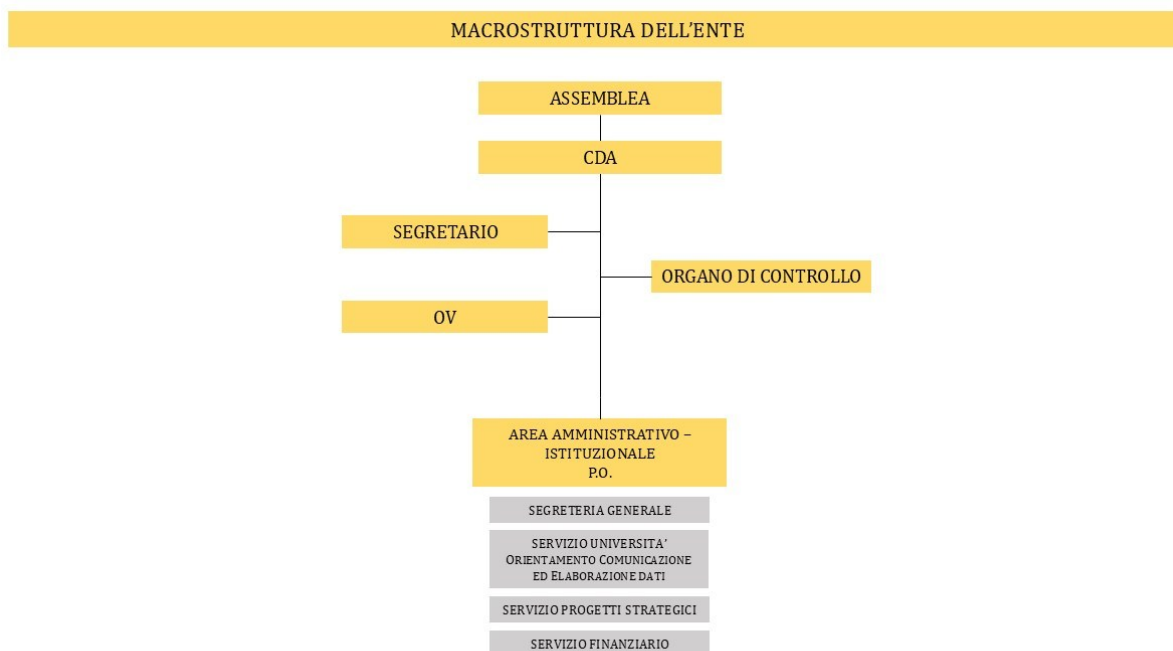 MACROSTRUTTURA DELL'ENTE
ASSEMBLEA
CDA
SEGRETARIO
ORGANO DI CONTROLLO
OV
AREA AMMINISTRATIVO –
ISTITUZIONALE
P.O.
SEGRETERIA GENERALE
SERVIZIO UNIVERSITA'
ORIENTAMENTO COMUNICAZIONE
ED ELABORAZIONE DATI
SERVIZIO PROGETTI STRATEGICI
SERVIZIO FINANZIARIO